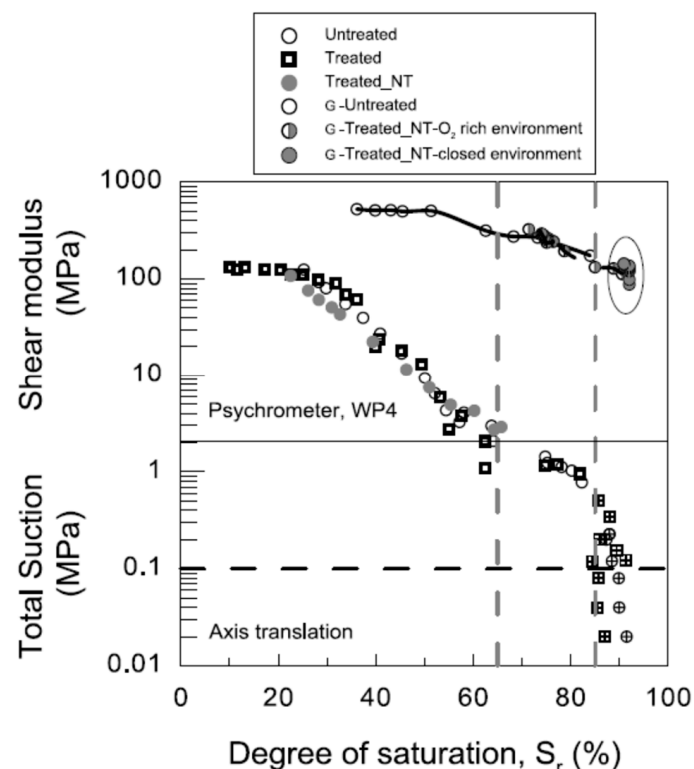 Untreated
Treated
Treated_NT
G-Untreated
G-Treated_NT-O₂ rich environment
G-Treated_NT-closed environment
Shear modulus
(MPa)
Total Suction
(MPa)
1000
100
10
1
0.1
0.01
Psychrometer, WP4
Axis translation
0 20 40 60 80 100
Degree of saturation, Sᵣ (%)